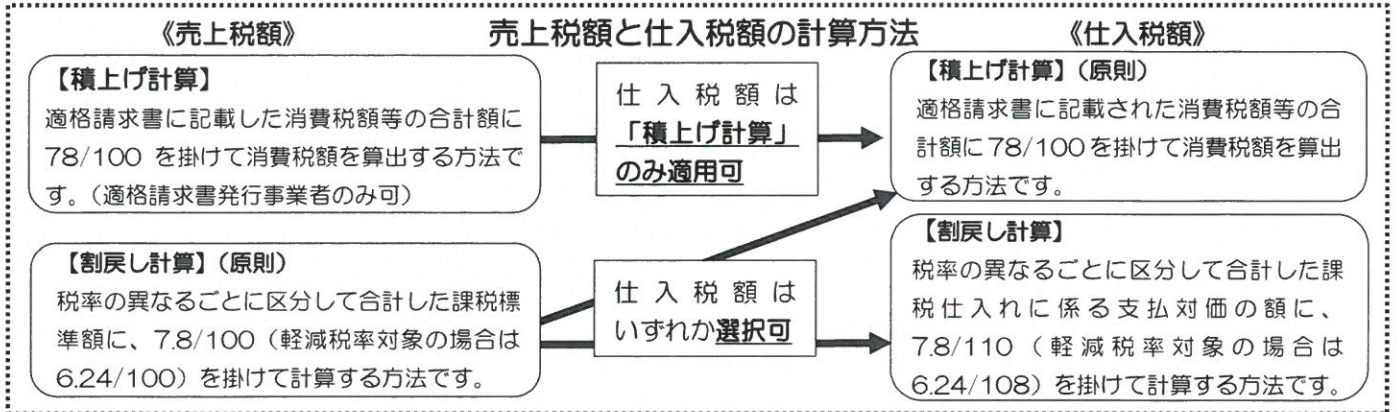 売上税額と仕入税額の計算方法
《売上税額》
【積上げ計算】
適格請求書に記載した消費税額等の合計額に
78/100 を掛けて消費税額を算出する方法で
す。(適格請求書発行事業者のみ可)
【割戻し計算】(原則)
税率の異なるごとに区分して合計した課税標
準額に、7.8/100(軽減税率対象の場合は
6.24/100)を掛けて計算する方法です。
仕入税額は
「積上げ計算」
のみ適用可
仕入税額は
いずれか選択可
《仕入税額》
【積上げ計算】(原則)
適格請求書に記載された消費税額等の合
計額に 78/100 を掛けて消費税額を算出
する方法です。
【割戻し計算】
税率の異なるごとに区分して合計した課
税仕入れに係る支払対価の額に、
7.8/110(軽減税率対象の場合は
6.24/108)を掛けて計算する方法です。